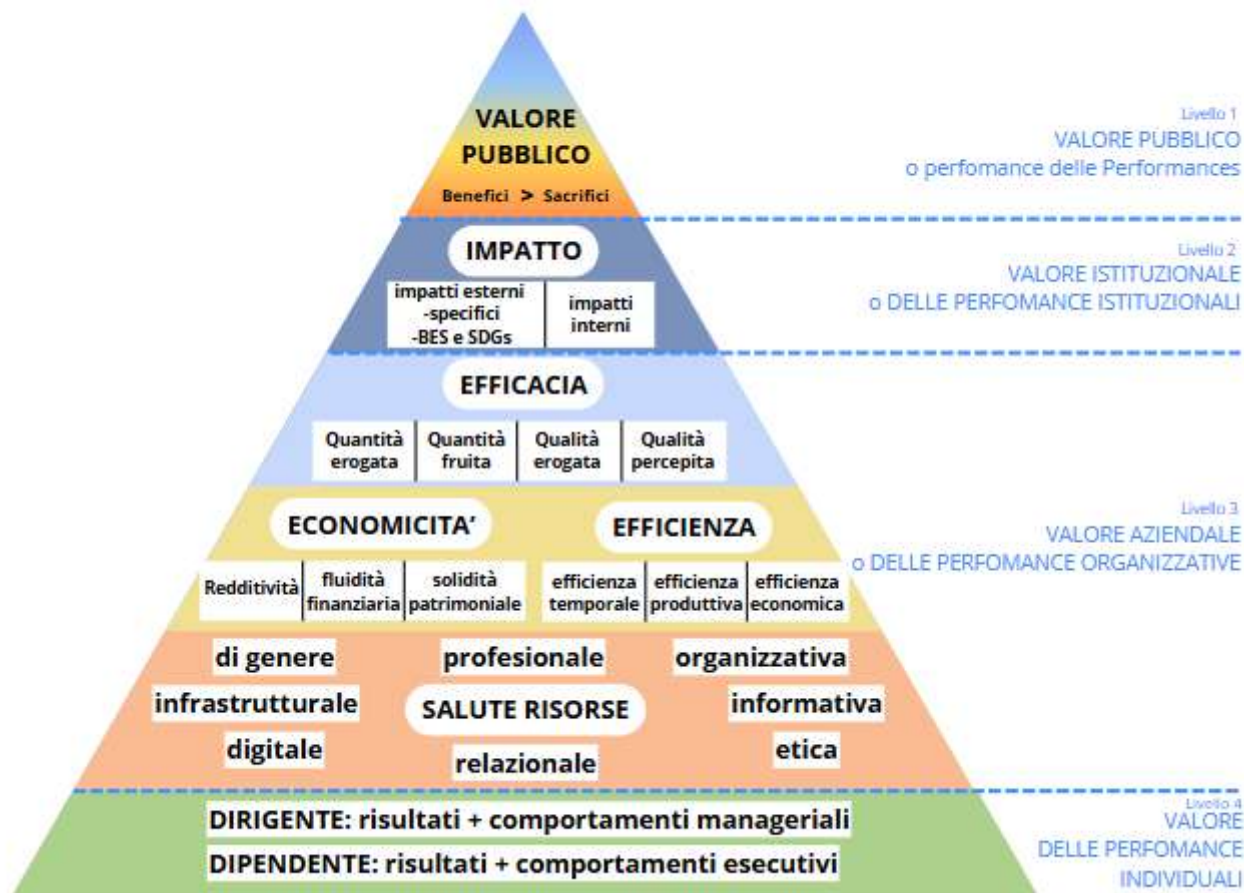 VALORE
PUBBLICO
Benefici > Sacrifici
Livello 1
VALORE PUBBLICO
o perfomance delle Performances
IMPATTO
impatti esterni
-specifici
-BES e SDGs
impatti
interni
Livello 2
VALORE ISTITUZIONALE
o DELLE PERFOMANCE ISTITUZIONALI
EFFICACIA
Quantità
erogata
Quantità
fruita
Qualità
erogata
Qualità
percepita
ECONOMICITA'
Redditività
fluidità
finanziaria
solidità
patrimoniale
EFFICIENZA
efficienza
temporale
efficienza
produttiva
efficienza
economica
Livello 3
VALORE AZIENDALE
o DELLE PERFOMANCE ORGANIZZATIVE
di genere
profesionale
organizzativa
infrastrutturale
SALUTE RISORSE
informativa
digitale
relazionale
etica
DIRIGENTE: risultati + comportamenti manageriali
DIPENDENTE: risultati + comportamenti esecutivi
Livello 4
VALORE
DELLE PERFOMANCE
INDIVIDUALI